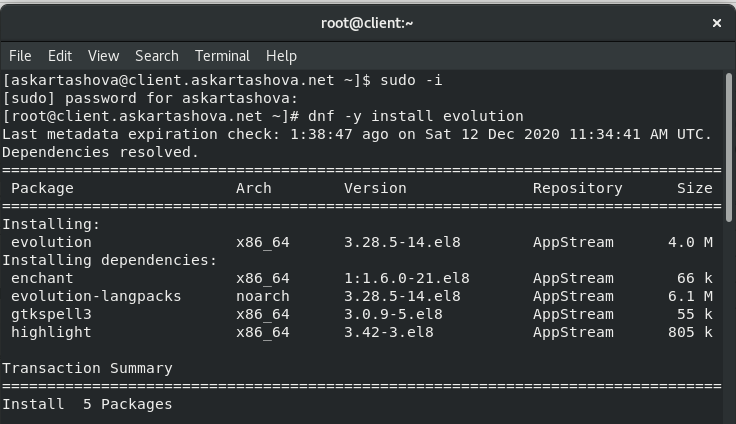 root@client:~
File Edit View Search Terminal Help
[askartashova@client.askartashova.net ~]$ sudo -i
[sudo] password for askartashova:
[root@client.askartashova.net ~]# dnf -y install evolution
Last metadata expiration check: 1:38:47 ago on Sat 12 Dec 2020 11:34:41 AM UTC.
Dependencies resolved.
================================================================================
Package Arch Version Repository Size
================================================================================
Installing:
evolution x86_64 3.28.5-14.el8 AppStream 4.0 M
Installing dependencies:
enchant x86_64 1:1.6.0-21.el8 AppStream 66 k
evolution-langpacks noarch 3.28.5-14.el8 AppStream 6.1 M
gtkspell3 x86_64 3.0.9-5.el8 AppStream 55 k
highlight x86_64 3.42-3.el8 AppStream 805 k
Transaction Summary
================================================================================
Install 5 Packages